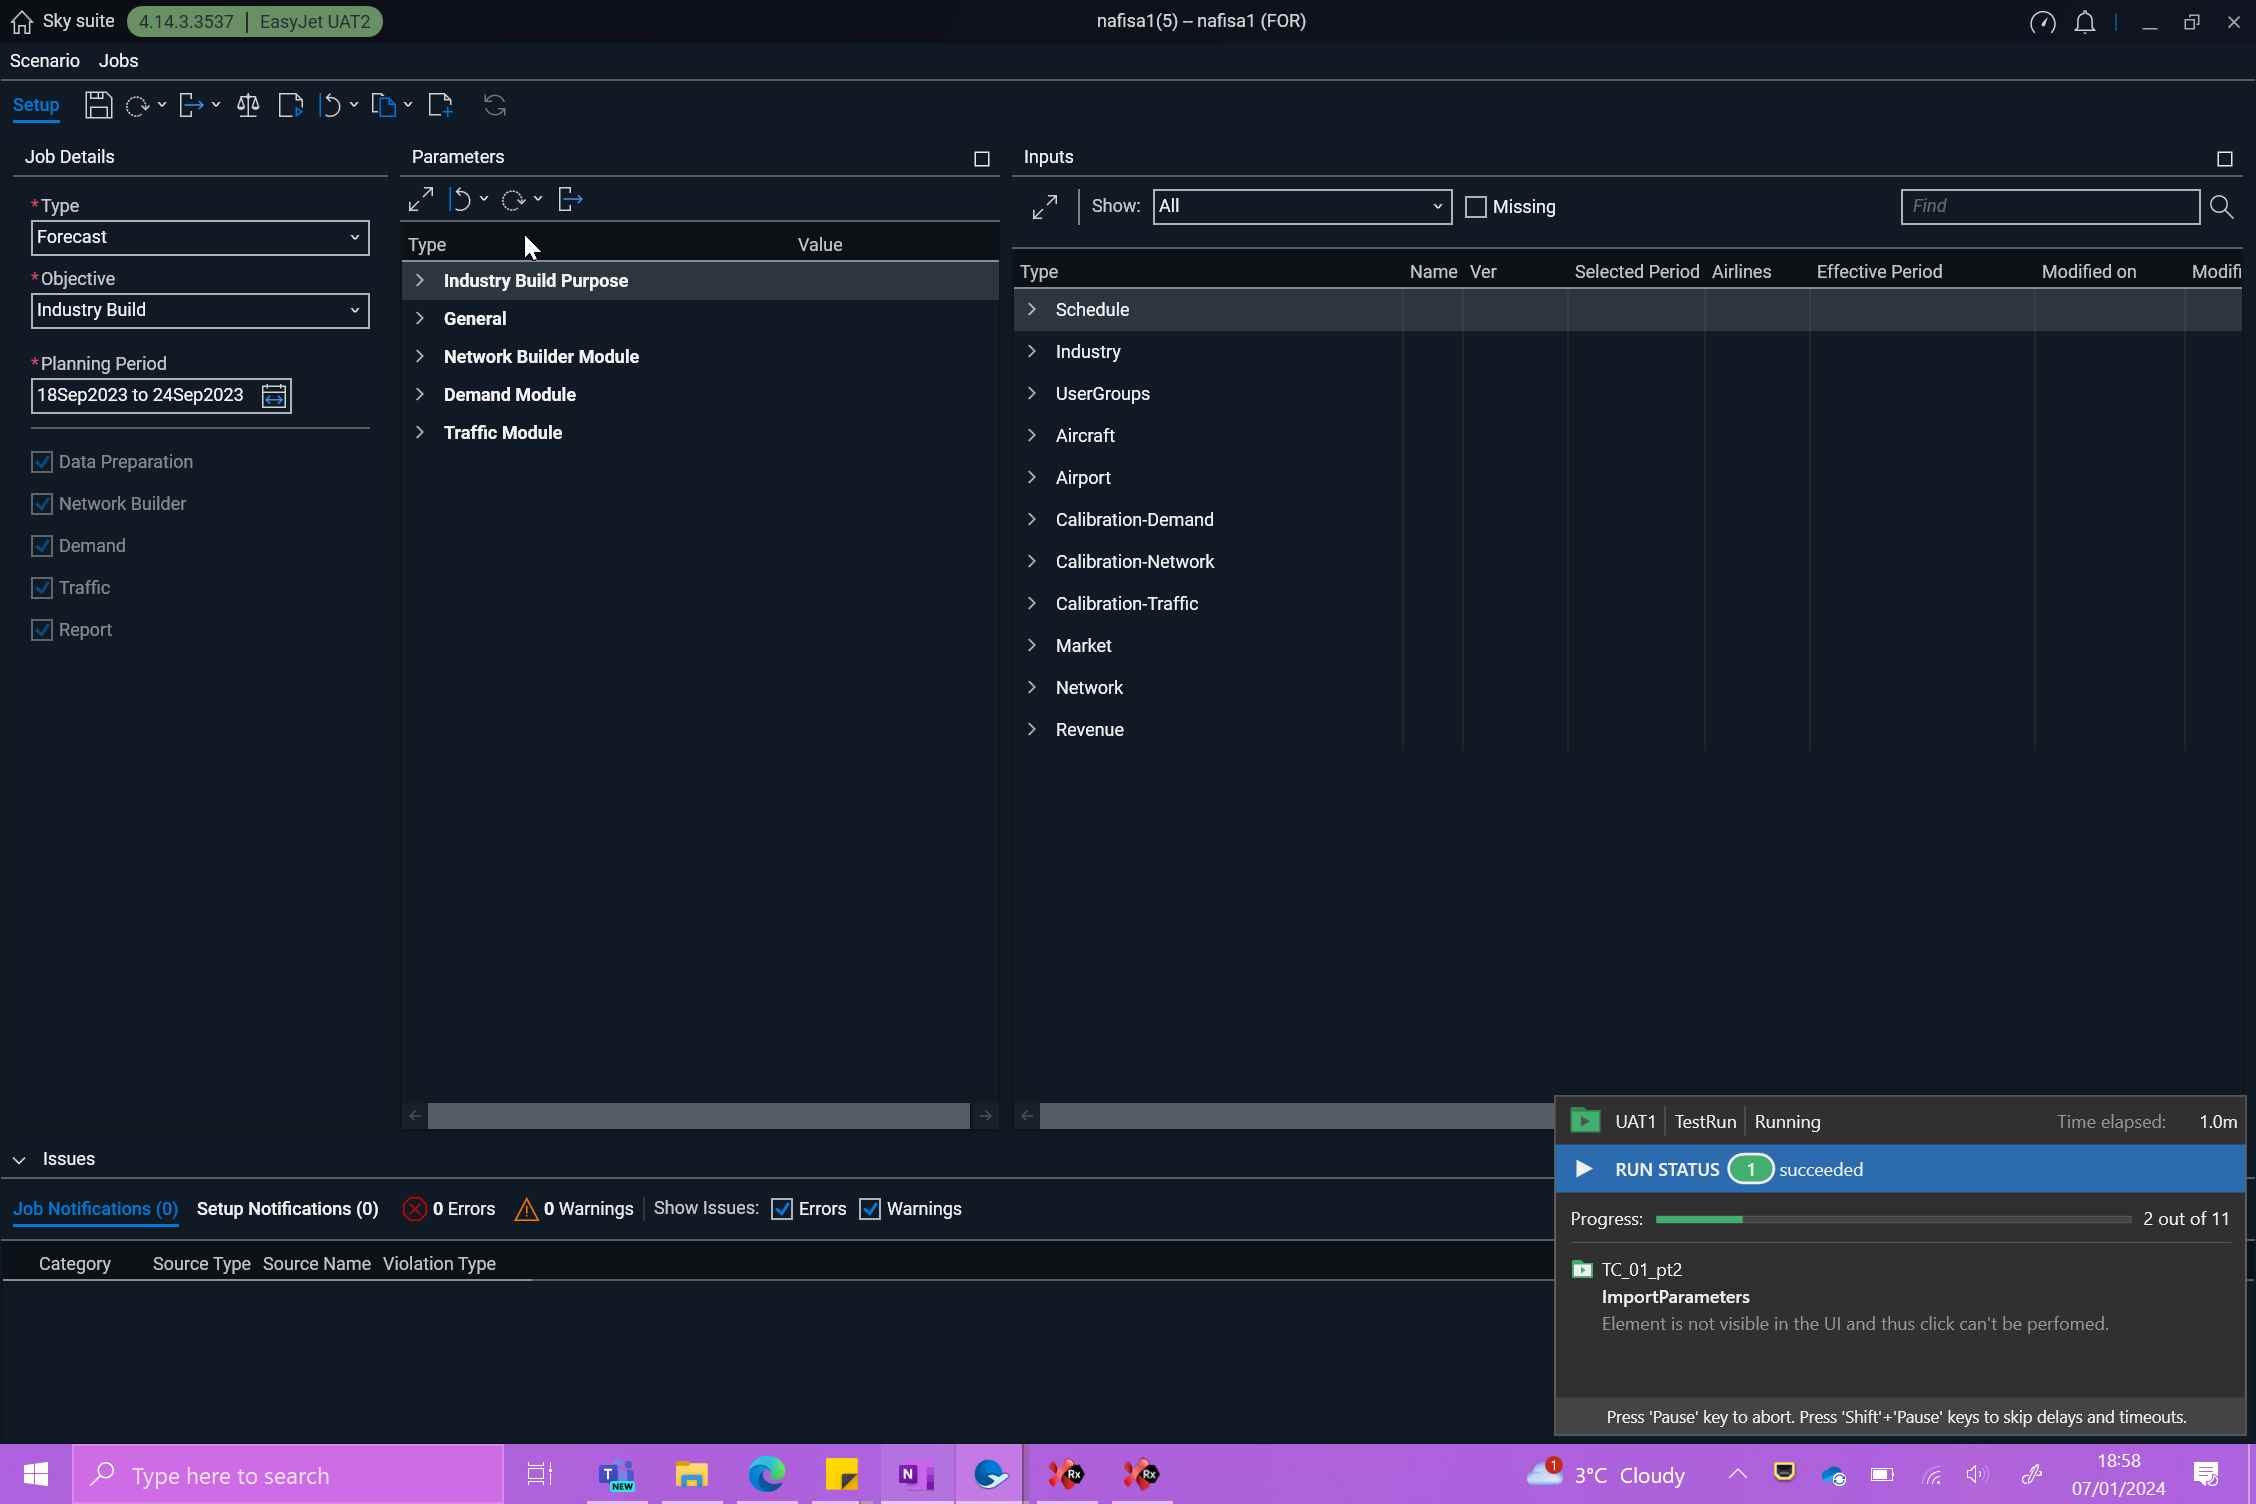 Sky suite 4.14.3.3537 | EasyJet UAT2 nafisa1(5) – nafisa1 (FOR)
Scenario Jobs
Setup
Job Details
*Type
Forecast
*Objective
Industry Build
*Planning Period
18Sep2023 to 24Sep2023
Data Preparation
Network Builder
Demand
Traffic
Report
Parameters
Type Value
Industry Build Purpose
General
Network Builder Module
Demand Module
Traffic Module
Inputs
Show: All Missing Find
Type Name Ver Selected Period Airlines Effective Period Modified on Modifi
Schedule
Industry
UserGroups
Aircraft
Airport
Calibration-Demand
Calibration-Network
Calibration-Traffic
Market
Network
Revenue
Issues
Job Notifications (0) Setup Notifications (0) 0 Errors 0 Warnings Show Issues: Errors Warnings
Category Source Type Source Name Violation Type
UAT1 | TestRun | Running Time elapsed: 1.0m
RUN STATUS 1 succeeded
Progress: 2 out of 11
TC_01_pt2
ImportParameters
Element is not visible in the UI and thus click can't be perfomed.
Press 'Pause' key to abort. Press 'Shift'+'Pause' keys to skip delays and timeouts.
Type here to search T NEW N Rx Rx 1 3°C Cloudy 18:58
07/01/2024